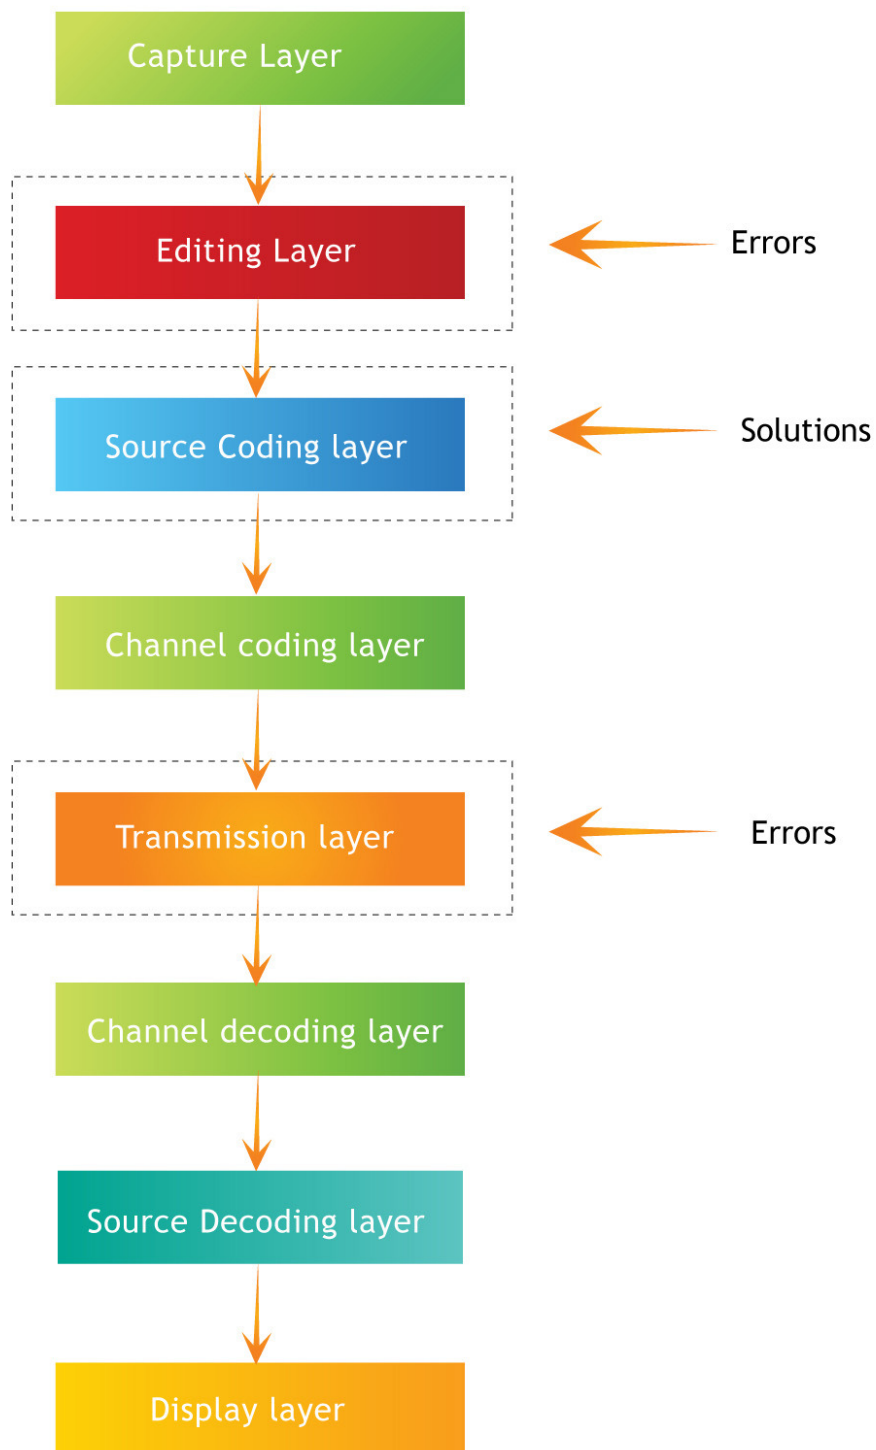 Capture Layer
Editing Layer
Errors
Source Coding layer
Solutions
Channel coding layer
Transmission layer
Errors
Channel decoding layer
Source Decoding layer
Display layer